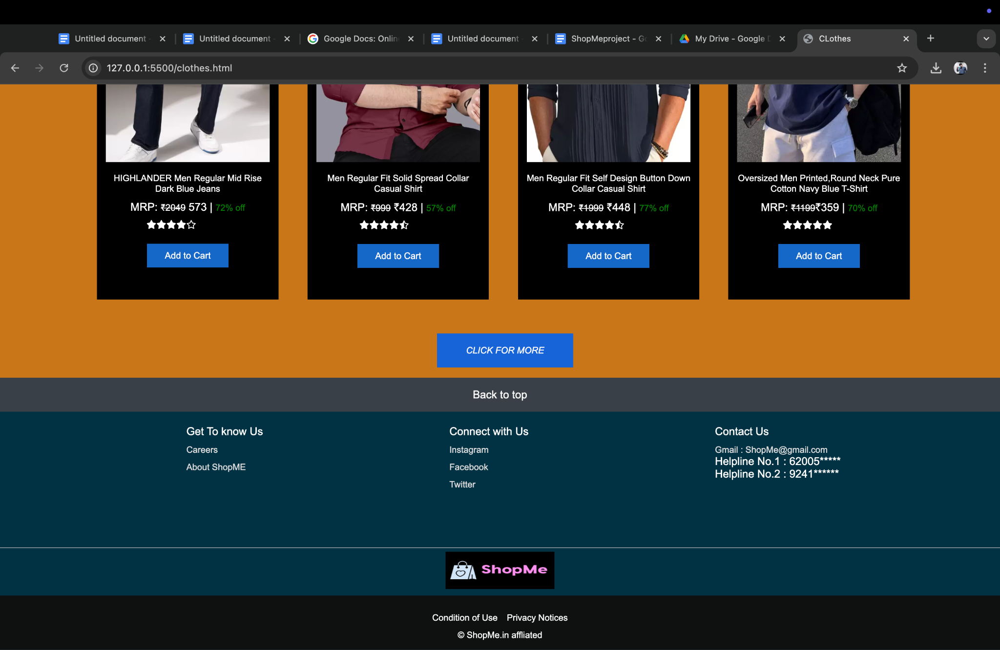 Untitled document -
Untitled document -
Google Docs: Onlin
Untitled document -
ShopMeproject - Go
My Drive - Google D
CLothes
127.0.0.1:5500/clothes.html
HIGHLANDER Men Regular Mid Rise
Dark Blue Jeans
MRP: ₹2049 573 | 72% off
Add to Cart
Men Regular Fit Solid Spread Collar
Casual Shirt
MRP: ₹999 ₹428 | 57% off
Add to Cart
Men Regular Fit Self Design Button Down
Collar Casual Shirt
MRP: ₹1999 ₹448 | 77% off
Add to Cart
Oversized Men Printed,Round Neck Pure
Cotton Navy Blue T-Shirt
MRP: ₹1199₹359 | 70% off
Add to Cart
CLICK FOR MORE
Back to top
Get To know Us
Careers
About ShopME
Connect with Us
Instagram
Facebook
Twitter
Contact Us
Gmail : ShopMe@gmail.com
Helpline No.1 : 62005*****
Helpline No.2 : 9241******
ShopMe
Condition of Use Privacy Notices
© ShopMe.in affliated